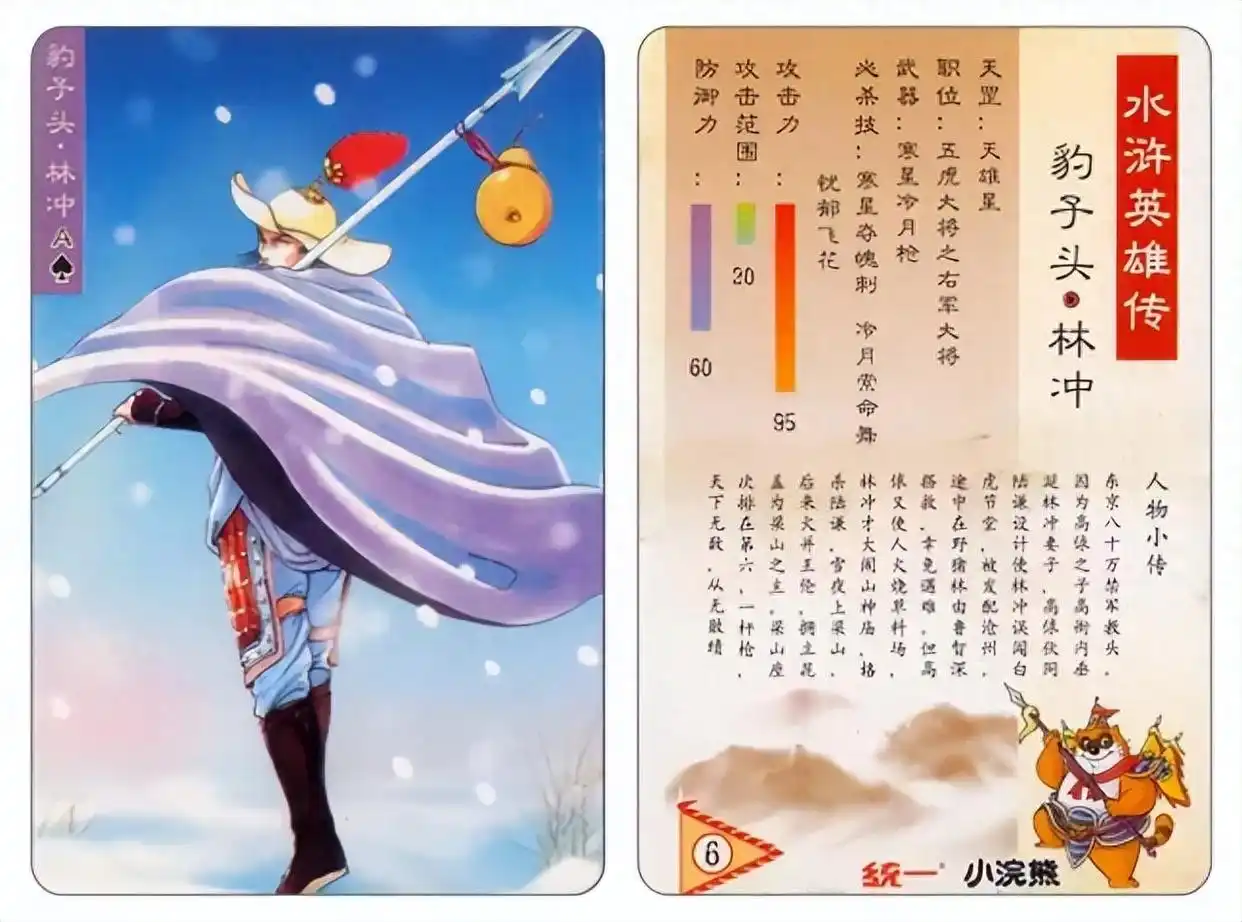 豹子头·林冲
A
水浒英雄传
豹子头·林冲
天罡：天雄星
职位：五虎大将之右军大将
武器：寒星冷月枪
必杀技：寒星夺魄刺 冷月索命舞
忧郁飞花
攻击力：
95
攻击范围：
20
防御力：
60
人物小传
东京八十万禁军教头，
因为高俅之子高衙内垂
涎林冲妻子，高俅伙同
陆谦设计使林冲误闯白
虎节堂，被发配沧州，
途中在野猪林由鲁智深
搭救，幸免遇难。但高
俅又使人火烧草料场，
林冲才大闹山神庙，格
杀陆谦，雪夜上梁山，
后来火并王伦，拥立晁
盖为梁山之主。梁山座
次排在第六，一杆枪，
天下无敌，从无败绩
6
统一
小浣熊